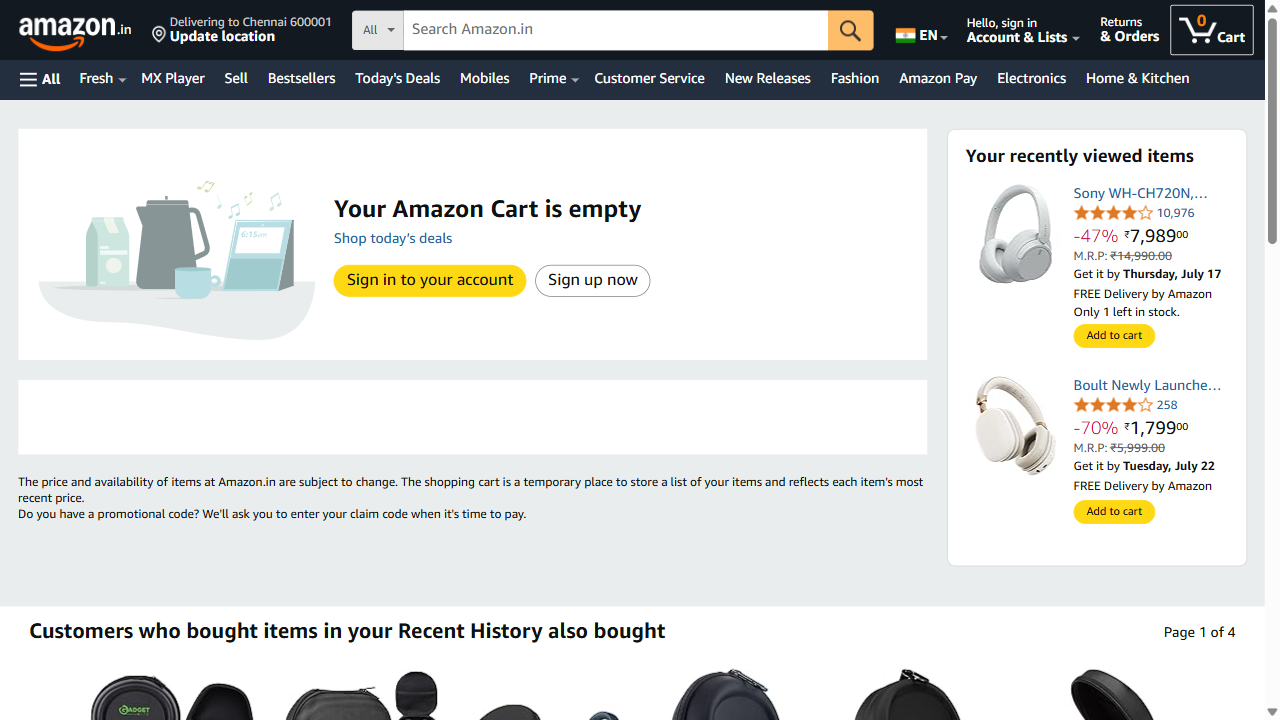 amazon.in
Delivering to Chennai 600001
Update location
All
Search Amazon.in
EN
Hello, sign in
Account & Lists
Returns
& Orders
0
Cart
All
Fresh
MX Player
Sell
Bestsellers
Today's Deals
Mobiles
Prime
Customer Service
New Releases
Fashion
Amazon Pay
Electronics
Home & Kitchen
6:15
Your Amazon Cart is empty
Shop today's deals
Sign in to your account
Sign up now
The price and availability of items at Amazon.in are subject to change. The shopping cart is a temporary place to store a list of your items and reflects each item's most
recent price.
Do you have a promotional code? We'll ask you to enter your claim code when it's time to pay.
Your recently viewed items
Sony WH-CH720N,…
10,976
-47% ₹7,98900
M.R.P: ₹14,990.00
Get it by Thursday, July 17
FREE Delivery by Amazon
Only 1 left in stock.
Add to cart
Boult Newly Launche…
258
-70% ₹1,79900
M.R.P: ₹5,999.00
Get it by Tuesday, July 22
FREE Delivery by Amazon
Add to cart
Customers who bought items in your Recent History also bought
Page 1 of 4
GADGET